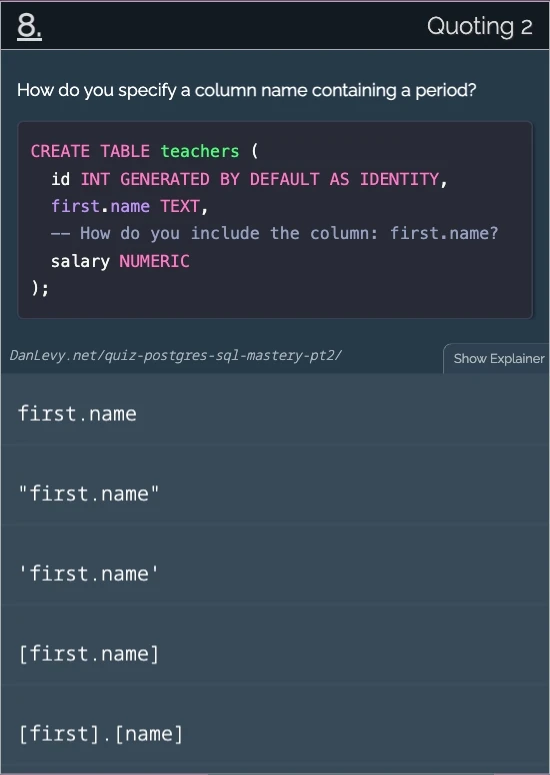 8.
Quoting 2
How do you specify a column name containing a period?
CREATE TABLE teachers (
  id INT GENERATED BY DEFAULT AS IDENTITY,
  first.name TEXT,
  -- How do you include the column: first.name?
  salary NUMERIC
);
DanLevy.net/quiz-postgres-sql-mastery-pt2/
Show Explainer
first.name
"first.name"
'first.name'
[first.name]
[first].[name]